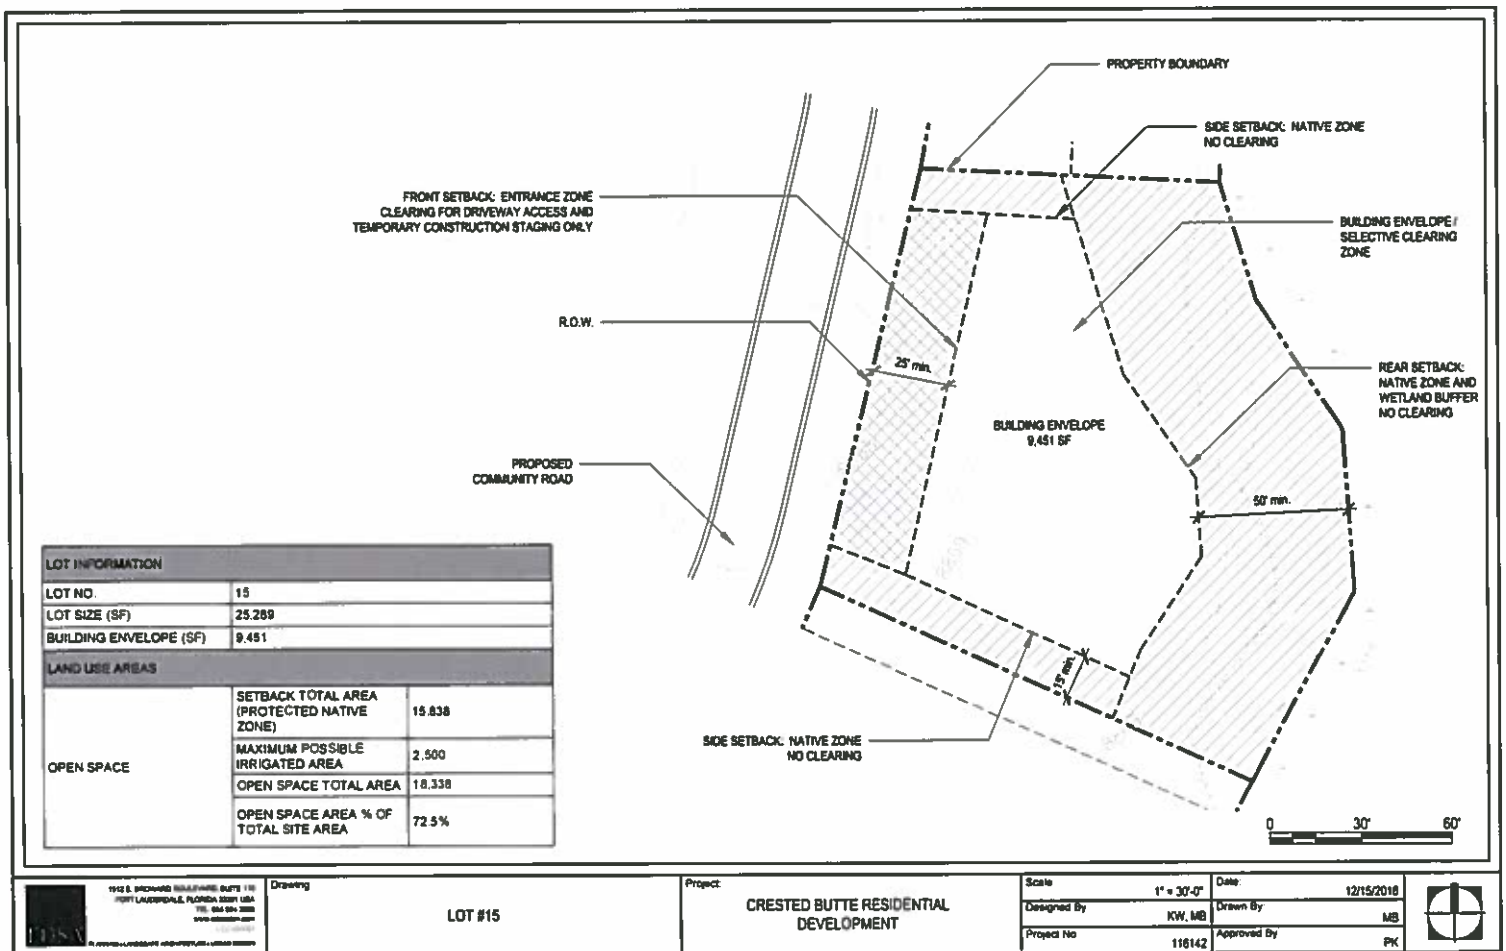 PROPERTY BOUNDARY
SIDE SETBACK: NATIVE ZONE
NO CLEARING
FRONT SETBACK: ENTRANCE ZONE
CLEARING FOR DRIVEWAY ACCESS AND
TEMPORARY CONSTRUCTION STAGING ONLY
BUILDING ENVELOPE /
SELECTIVE CLEARING
ZONE
R.O.W.
25' min.
REAR SETBACK:
NATIVE ZONE AND
WETLAND BUFFER
NO CLEARING
BUILDING ENVELOPE
9,451 SF
PROPOSED
COMMUNITY ROAD
50' min.
15' min.
SIDE SETBACK: NATIVE ZONE
NO CLEARING
LOT INFORMATION
LOT NO. 15
LOT SIZE (SF) 25,289
BUILDING ENVELOPE (SF) 9,451
LAND USE AREAS
OPEN SPACE
SETBACK TOTAL AREA
(PROTECTED NATIVE
ZONE)
15,838
MAXIMUM POSSIBLE
IRRIGATED AREA
2,500
OPEN SPACE TOTAL AREA 18,338
OPEN SPACE AREA % OF
TOTAL SITE AREA
72.5%
0 30' 60'
FORT LAUDERDALE, FLORIDA USA
Drawing
LOT #15
Project:
CRESTED BUTTE RESIDENTIAL
DEVELOPMENT
Scale 1" = 30'-0"
Date: 12/15/2016
Designed By KW, MB
Drawn By MB
Project No 116142
Approved By PK